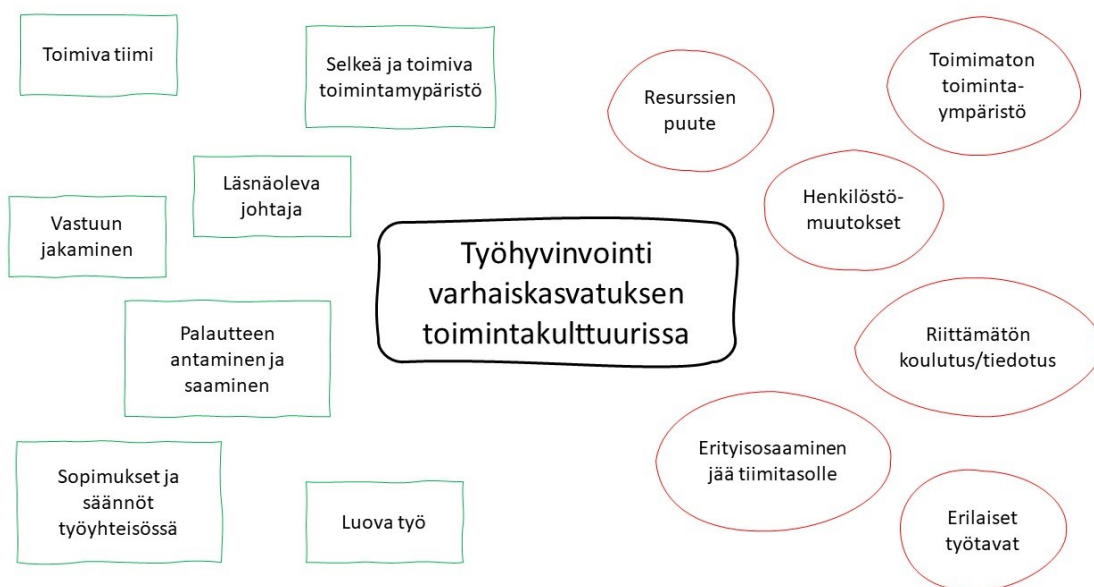 Toimiva tiimi
Selkeä ja toimiva
toimintamypäristö
Läsnäoleva
johtaja
Vastuun
jakaminen
Palautteen
antaminen ja
saaminen
Sopimukset ja
säännöt
työyhteisössä
Luova työ
Työhyvinvointi
varhaiskasvatuksen
toimintakulttuurissa
Resurssien
puute
Toimimaton
toiminta-
ympäristö
Henkilöstö-
muutokset
Riittämätön
koulutus/tiedotus
Erityisosaaminen
jää tiimitasolle
Erilaiset
työtavat